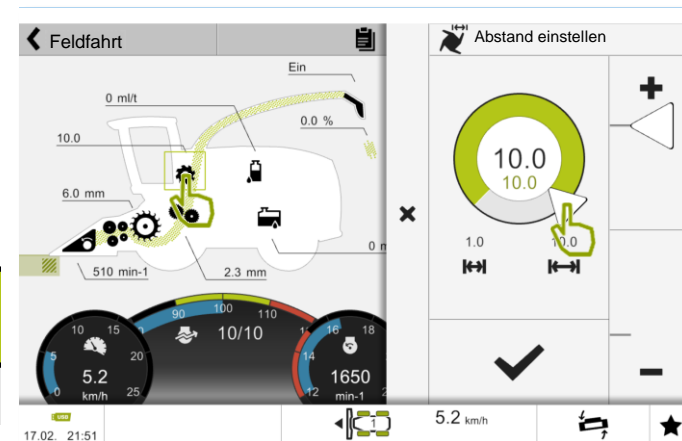 Feldfahrt
Abstand einstellen
Ein
0 ml/t
0.0 %
10.0
6.0 mm
510 min-1
2.3 mm
10.0
10.0
1.0
10.0
90 100 110
10/10
0 5 10 15 20 25
5.2
km/h
12 14 16 18
1650
min-1
USB
17.02. 21:51
1
5.2 km/h